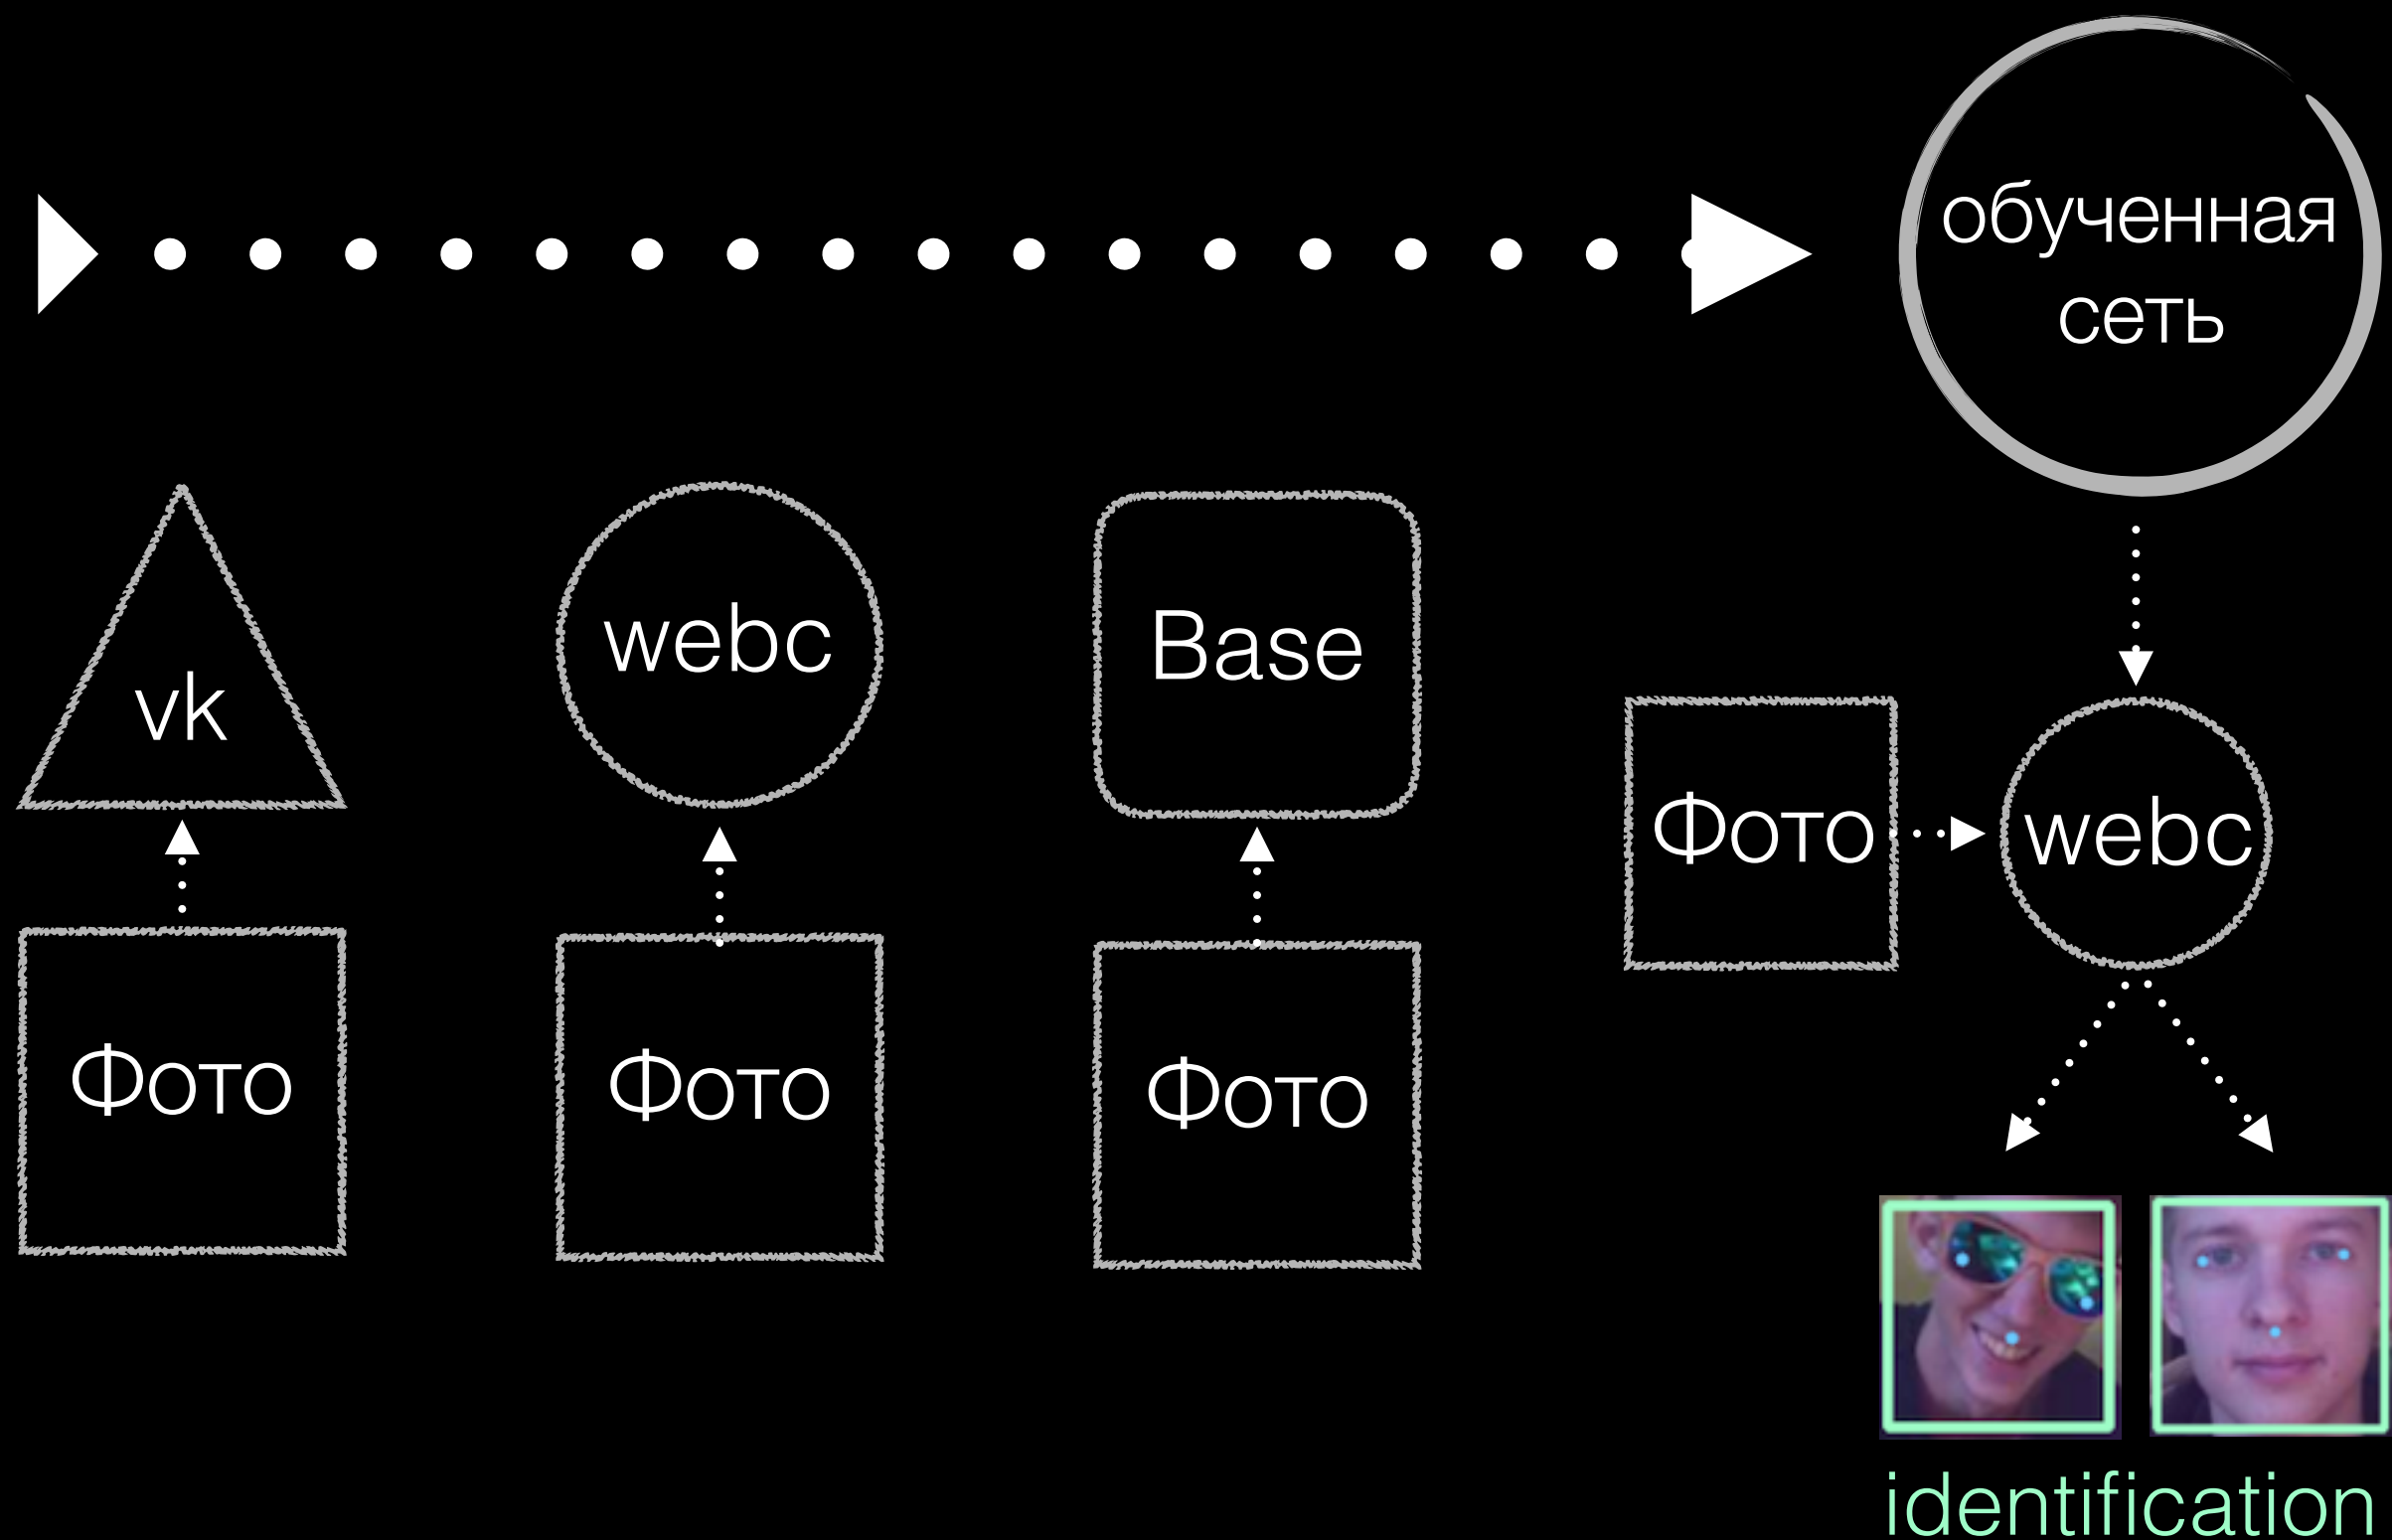 обученная
сеть
vk
webc
Base
Фото
webc
Фото
Фото
Фото
identification